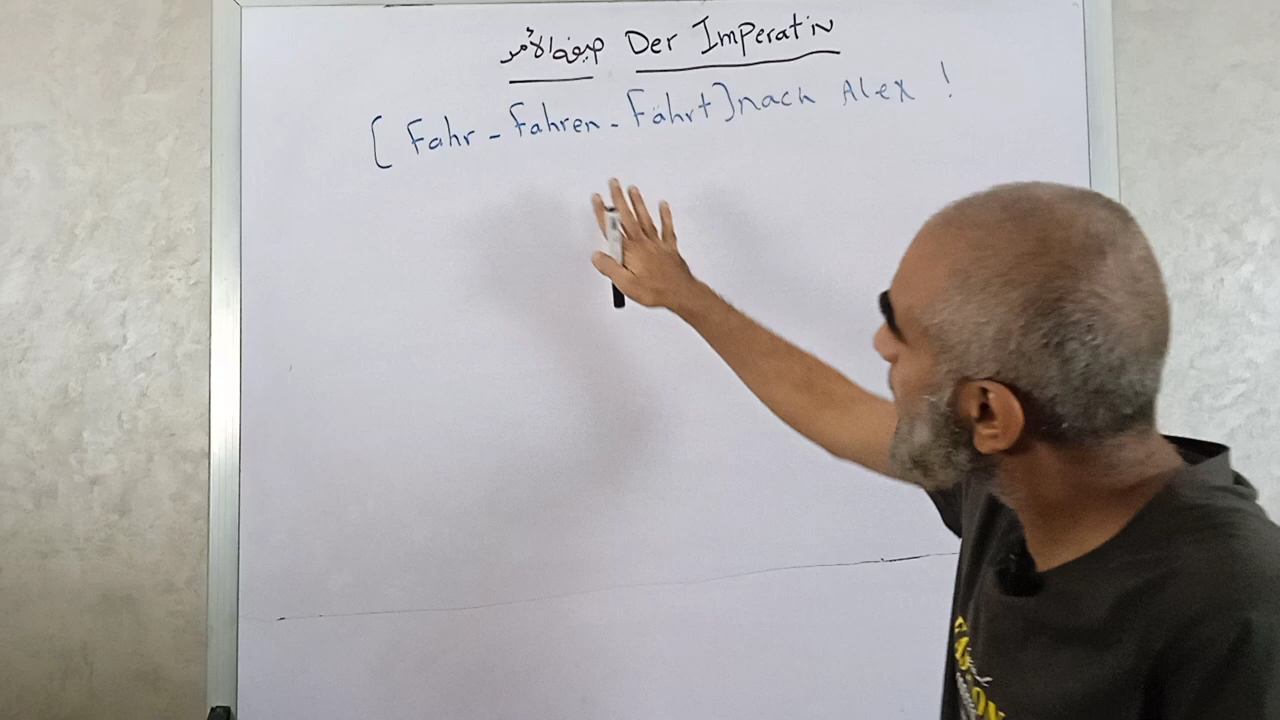 صيغة الأمر Der Imperativ
[ Fahr - Fahren - Fährt ] nach Alex !